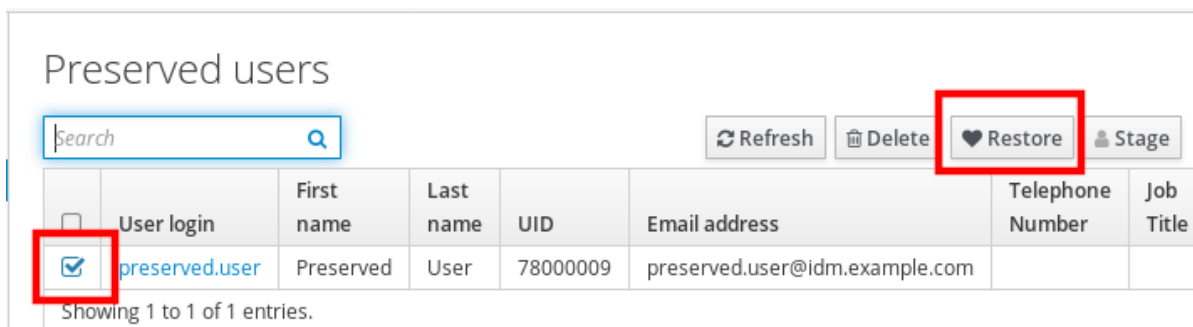 Preserved users
Search
Refresh Delete Restore Stage
User login First name Last name UID Email address Telephone Number Job Title
preserved.user Preserved User 78000009 preserved.user@idm.example.com
Showing 1 to 1 of 1 entries.